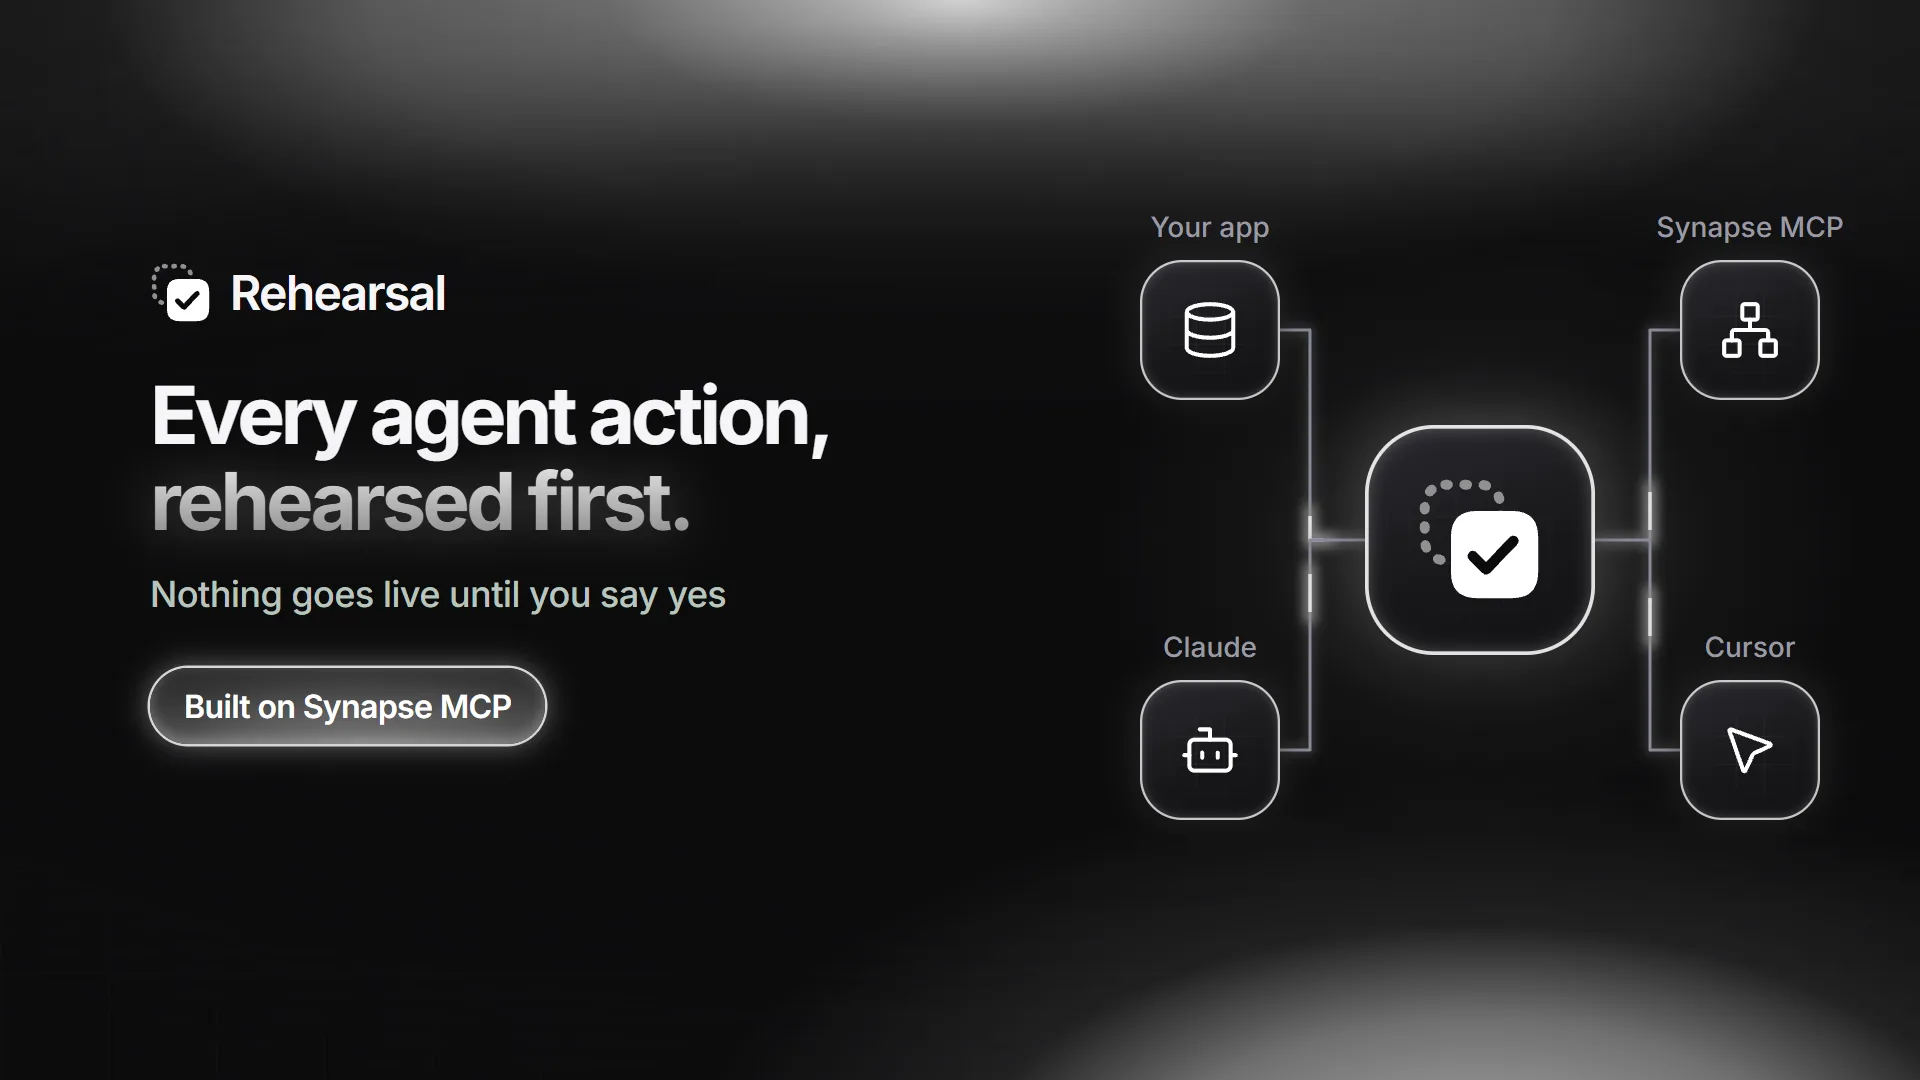 Rehearsal
Every agent action,
rehearsed first.
Nothing goes live until you say yes
Built on Synapse MCP
Your app
Synapse MCP
Claude
Cursor